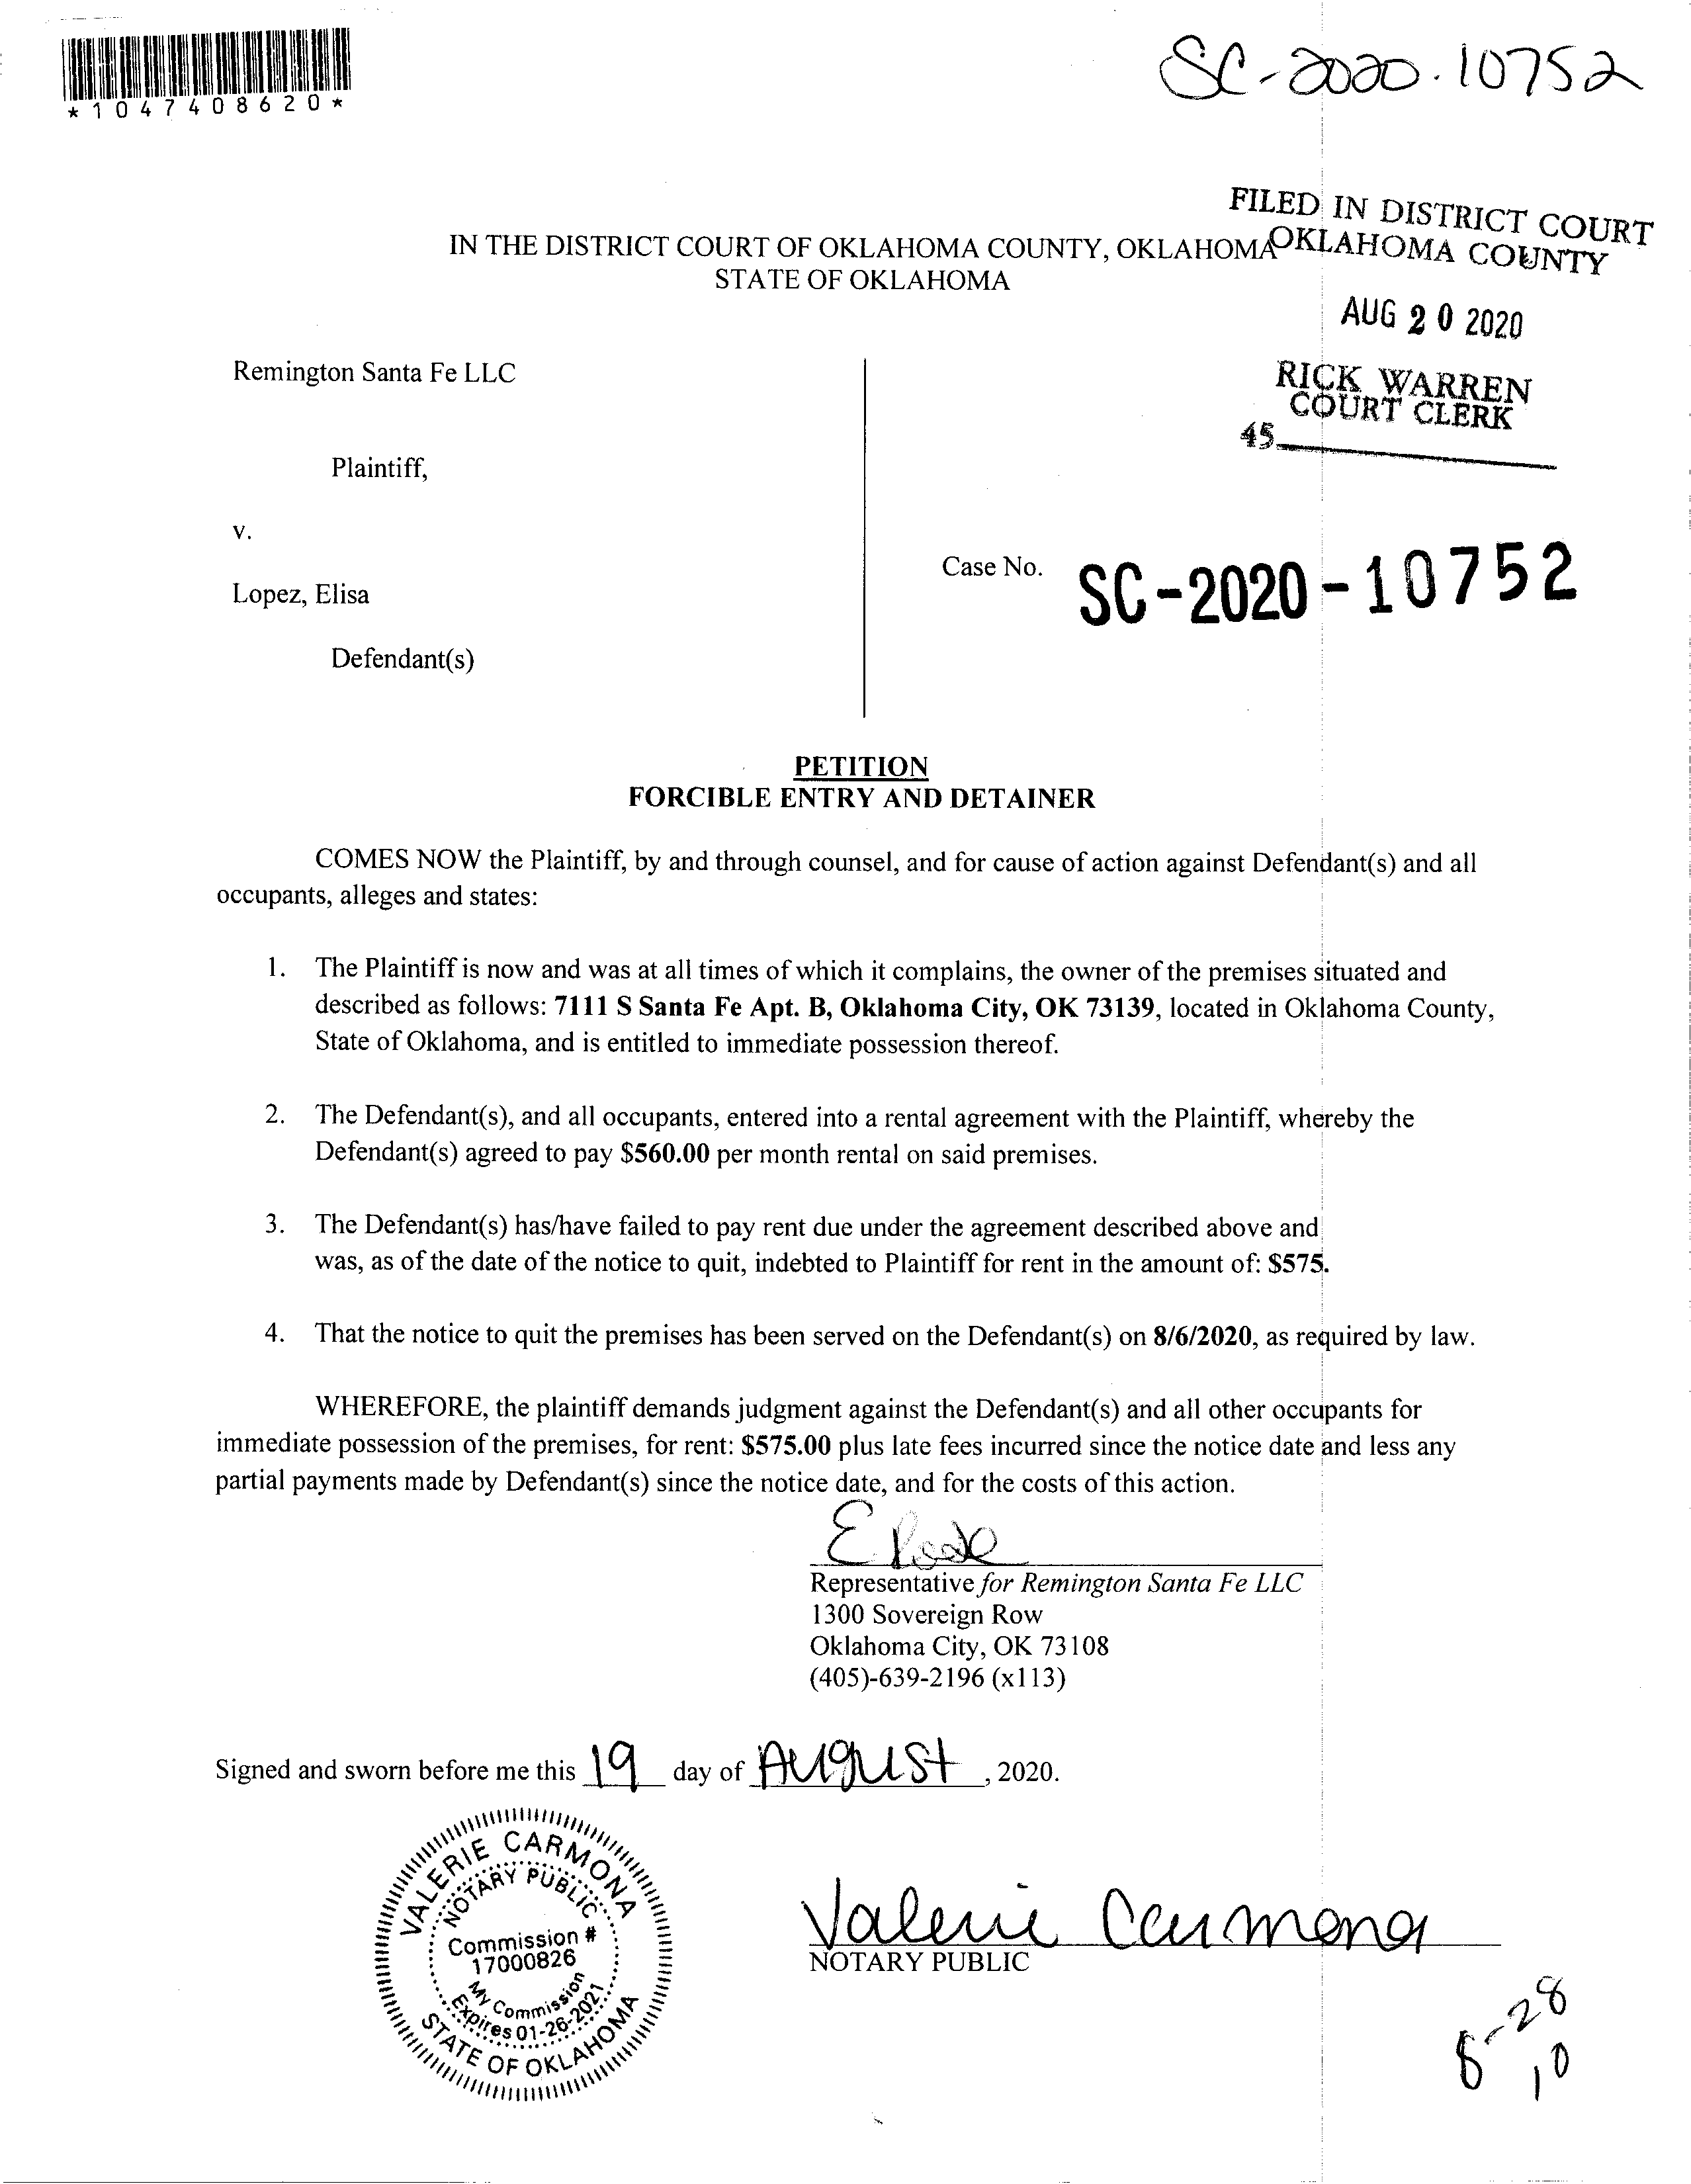 SC-2020-10752
*1047408620*
FILED IN DISTRICT COURT
OKLAHOMA COUNTY
IN THE DISTRICT COURT OF OKLAHOMA COUNTY, OKLAHOMA
STATE OF OKLAHOMA
AUG 20 2020
RICK WARREN
COURT CLERK
45
Remington Santa Fe LLC
Plaintiff,
v.
Case No. SC-2020-10752
Lopez, Elisa
Defendant(s)
PETITION
FORCIBLE ENTRY AND DETAINER
COMES NOW the Plaintiff, by and through counsel, and for cause of action against Defendant(s) and all
occupants, alleges and states:
1. The Plaintiff is now and was at all times of which it complains, the owner of the premises situated and
described as follows: 7111 S Santa Fe Apt. B, Oklahoma City, OK 73139, located in Oklahoma County,
State of Oklahoma, and is entitled to immediate possession thereof.
2. The Defendant(s), and all occupants, entered into a rental agreement with the Plaintiff, whereby the
Defendant(s) agreed to pay $560.00 per month rental on said premises.
3. The Defendant(s) has/have failed to pay rent due under the agreement described above and
was, as of the date of the notice to quit, indebted to Plaintiff for rent in the amount of: $575.
4. That the notice to quit the premises has been served on the Defendant(s) on 8/6/2020, as required by law.
WHEREFORE, the plaintiff demands judgment against the Defendant(s) and all other occupants for
immediate possession of the premises, for rent: $575.00 plus late fees incurred since the notice date and less any
partial payments made by Defendant(s) since the notice date, and for the costs of this action.
Representative for Remington Santa Fe LLC
1300 Sovereign Row
Oklahoma City, OK 73108
(405)-639-2196 (x113)
Signed and sworn before me this 19 day of August, 2020.
VALERIE CARMONA
NOTARY PUBLIC
Commission #
17000826
My Commission
Expires 01-26-2021
STATE OF OKLAHOMA
Valerie Carmona
NOTARY PUBLIC
8-28
10